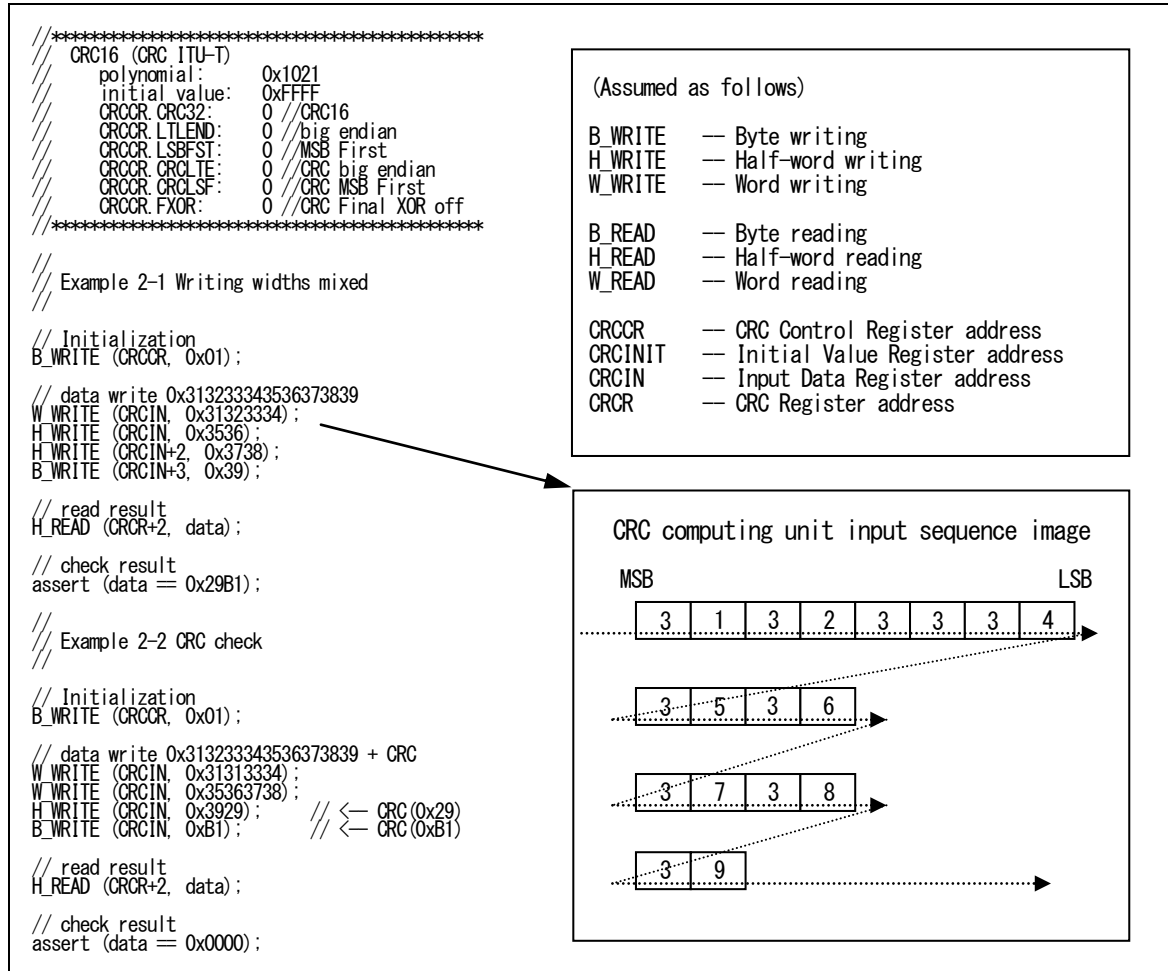 //*******************************************
// CRC16 (CRC ITU-T)
// polynomial: 0x1021
// initial value: 0xFFFF
// CRCCR.CRC32: 0 //CRC16
// CRCCR.LTLEND: 0 //big endian
// CRCCR.LSBFST: 0 //MSB First
// CRCCR.CRCLTE: 0 //CRC big endian
// CRCCR.CRCLSF: 0 //CRC MSB First
// CRCCR.FXOR: 0 //CRC Final XOR off
//*******************************************
//
// Example 2-1 Writing widths mixed
//
// Initialization
B_WRITE (CRCCR, 0x01);
// data write 0x313233343536373839
W_WRITE (CRCIN, 0x31323334);
H_WRITE (CRCIN, 0x3536);
H_WRITE (CRCIN+2, 0x3738);
B_WRITE (CRCIN+3, 0x39);
// read result
H_READ (CRCR+2, data);
// check result
assert (data == 0x29B1);
//
// Example 2-2 CRC check
//
// Initialization
B_WRITE (CRCCR, 0x01);
// data write 0x313233343536373839 + CRC
W_WRITE (CRCIN, 0x31313334);
W_WRITE (CRCIN, 0x35363738);
H_WRITE (CRCIN, 0x3929); // <-- CRC(0x29)
B_WRITE (CRCIN, 0xB1); // <-- CRC(0xB1)
// read result
H_READ (CRCR+2, data);
// check result
assert (data == 0x0000);
(Assumed as follows)
B_WRITE -- Byte writing
H_WRITE -- Half-word writing
W_WRITE -- Word writing
B_READ -- Byte reading
H_READ -- Half-word reading
W_READ -- Word reading
CRCCR -- CRC Control Register address
CRCINIT -- Initial Value Register address
CRCIN -- Input Data Register address
CRCR -- CRC Register address
CRC computing unit input sequence image
MSB LSB
3 1 3 2 3 3 3 4
3 5 3 6
3 7 3 8
3 9